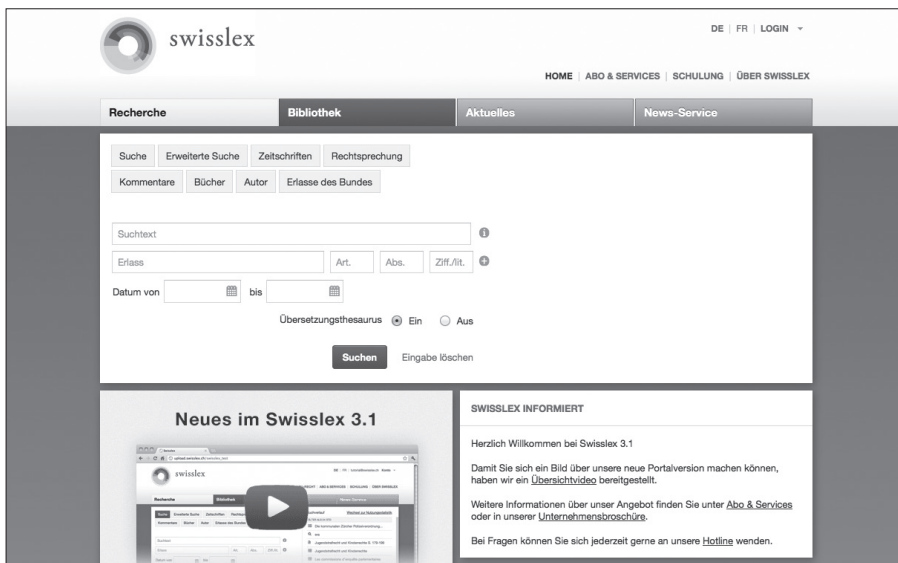 swisslex
DE | FR | LOGIN
HOME | ABO & SERVICES | SCHULUNG | ÜBER SWISSLEX
Recherche Bibliothek Aktuelles News-Service
Suche Erweiterte Suche Zeitschriften Rechtsprechung
Kommentare Bücher Autor Erlasse des Bundes
Suchtext
Erlass Art. Abs. Ziff./lit.
Datum von bis
Übersetzungsthesaurus Ein Aus
Suchen Eingabe löschen
Neues im Swisslex 3.1
swisslex
Recherche
SWISSLEX INFORMIERT
Herzlich Willkommen bei Swisslex 3.1
Damit Sie sich ein Bild über unsere neue Portalversion machen können,
haben wir ein Übersichtvideo bereitgestellt.
Weitere Informationen über unser Angebot finden Sie unter Abo & Services
oder in unserer Unternehmensbroschüre.
Bei Fragen können Sie sich jederzeit gerne an unsere Hotline wenden.